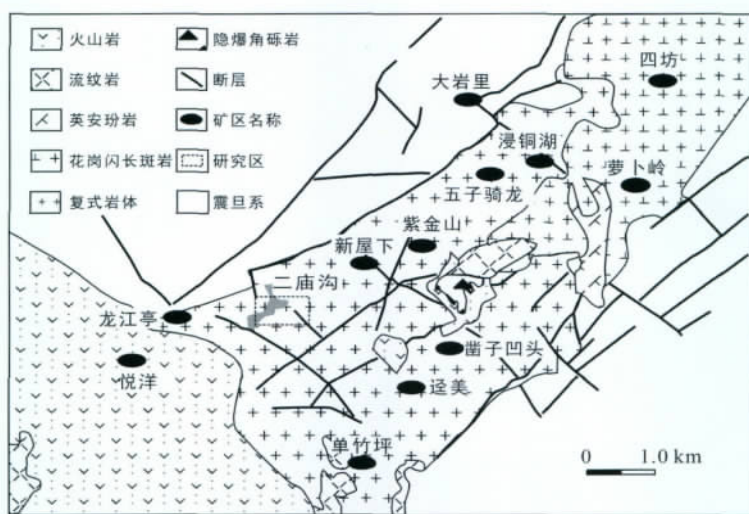 火山岩
隐爆角砾岩
流纹岩
断层
英安玢岩
矿区名称
花岗闪长斑岩
研究区
复式岩体
震旦系
四坊
大岩里
浸铜湖
萝卜岭
五子骑龙
紫金山
新屋下
二庙沟
龙江亭
悦洋
凿子凹头
迳美
单竹坪
0 1.0 km